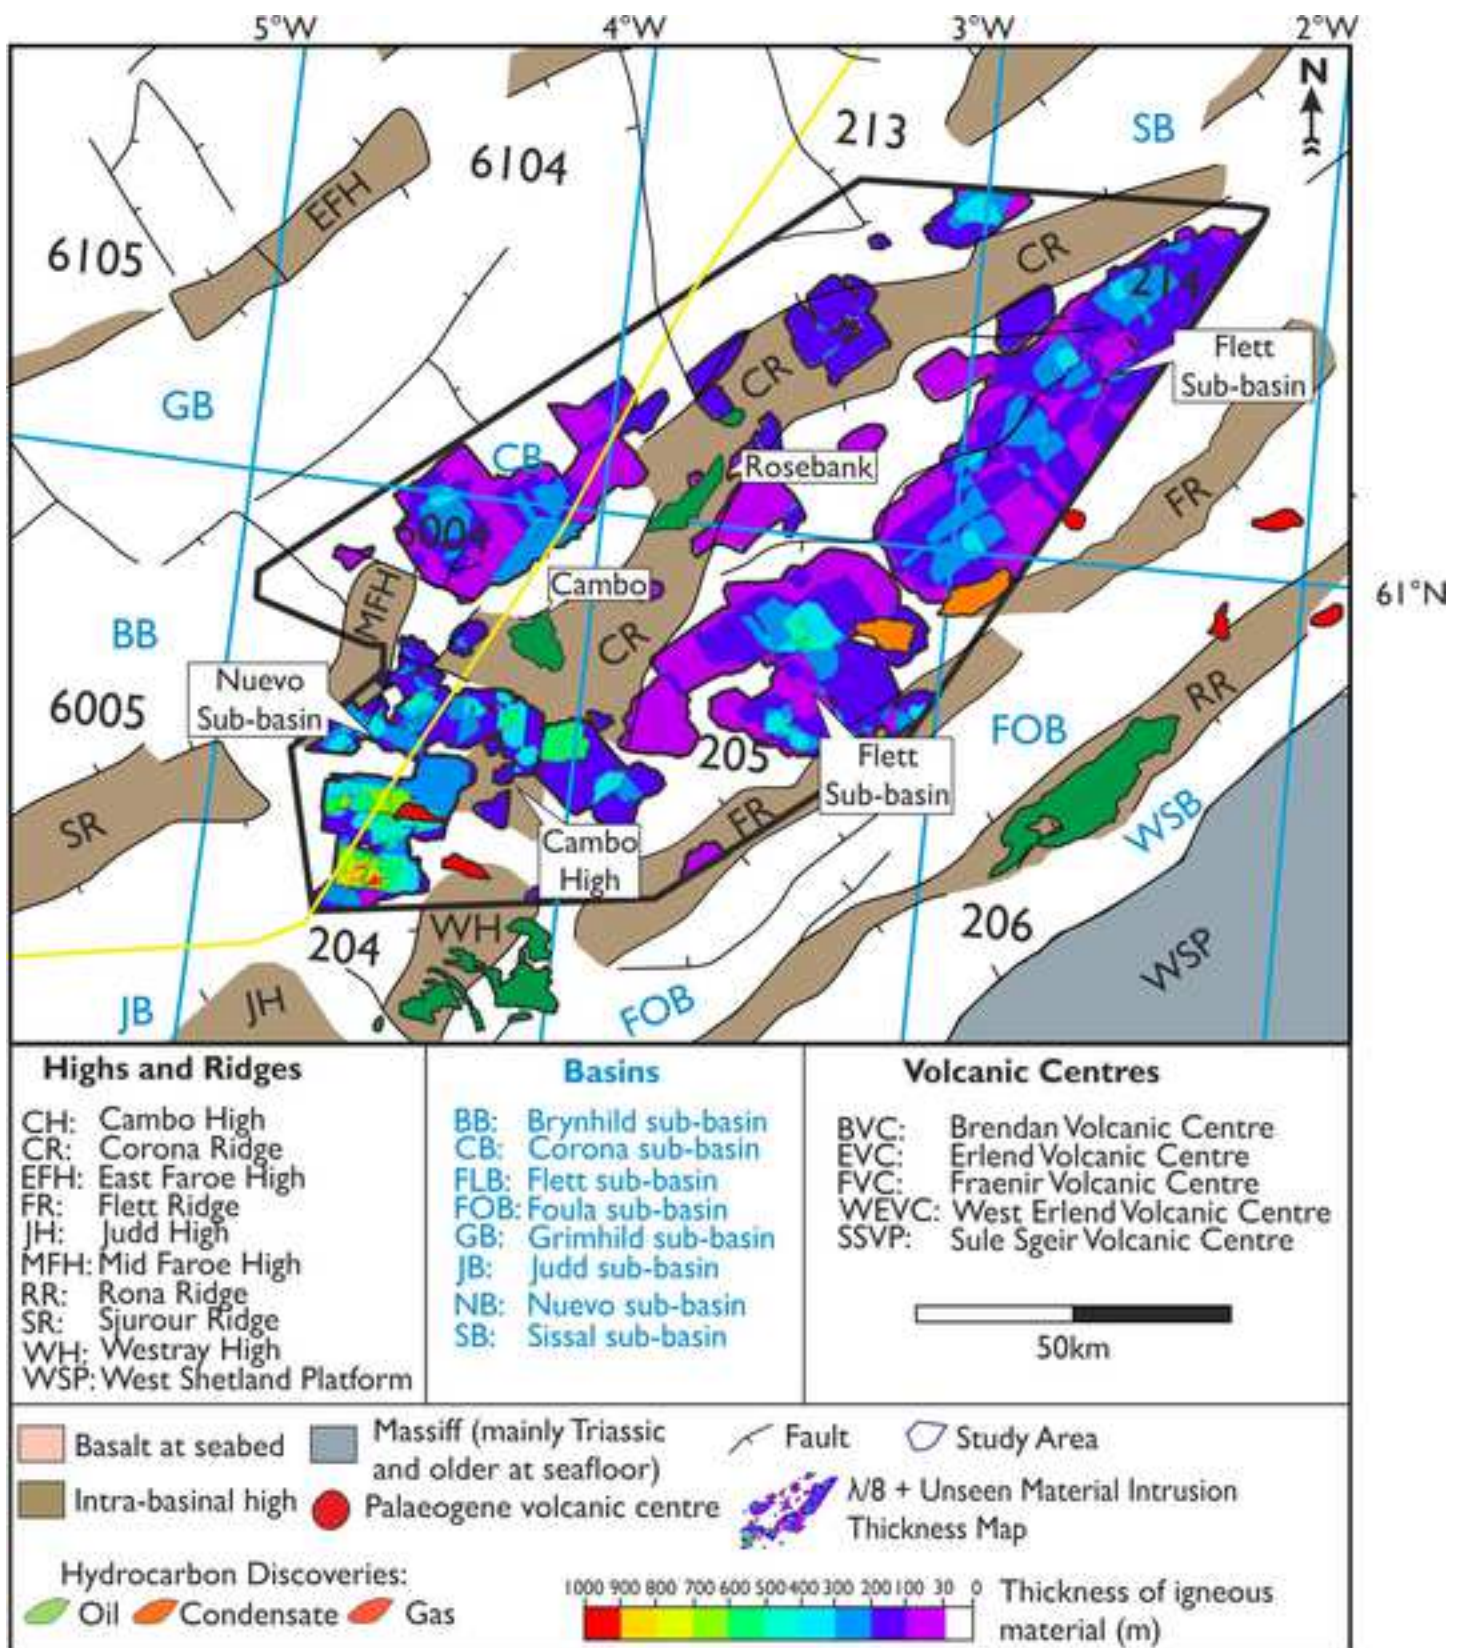 5°W 4°W 3°W 2°W
N
213
SB
6104
EFH
6105
CR
214
Flett
Sub-basin
GB
CR
CB
Rosebank
FR
6004
Cambo
61°N
MFH
BB
CR
Nuevo
Sub-basin
6005
RR
FOB
205
Flett
Sub-basin
SR
FR
WSB
Cambo
High
WH
206
204
WSP
JB
JH
FOB
Highs and Ridges
CH: Cambo High
CR: Corona Ridge
EFH: East Faroe High
FR: Flett Ridge
JH: Judd High
MFH: Mid Faroe High
RR: Rona Ridge
SR: Sjurour Ridge
WH: Westray High
WSP: West Shetland Platform
Basins
BB: Brynhild sub-basin
CB: Corona sub-basin
FLB: Flett sub-basin
FOB: Foula sub-basin
GB: Grimhild sub-basin
JB: Judd sub-basin
NB: Nuevo sub-basin
SB: Sissal sub-basin
Volcanic Centres
BVC: Brendan Volcanic Centre
EVC: Erlend Volcanic Centre
FVC: Fraenir Volcanic Centre
WEVC: West Erlend Volcanic Centre
SSVP: Sule Sgeir Volcanic Centre
50km
Basalt at seabed
Intra-basinal high
Massiff (mainly Triassic
and older at seafloor)
Palaeogene volcanic centre
Fault
Study Area
λ/8 + Unseen Material Intrusion
Thickness Map
Hydrocarbon Discoveries:
Oil Condensate Gas
1000 900 800 700 600 500 400 300 200 100 30 0
Thickness of igneous
material (m)